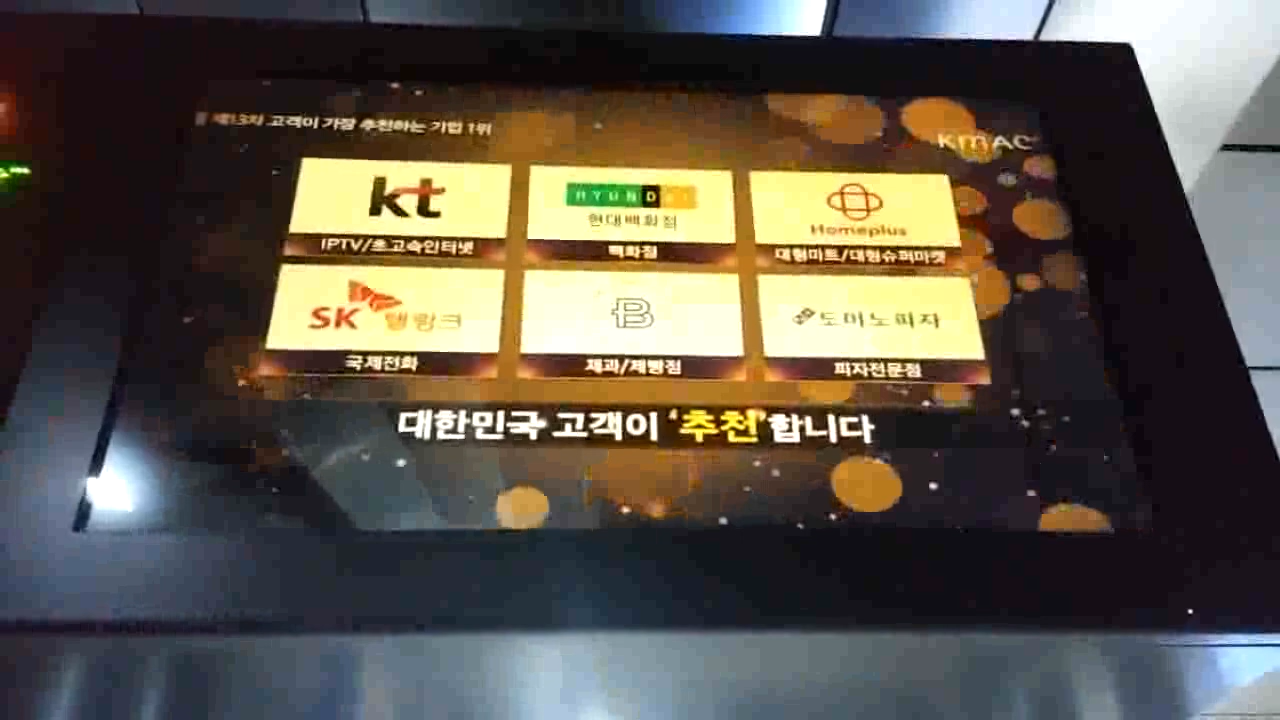 제13차 고객이 가장 추천하는 기업 1위
KMAC
kt
IPTV/초고속인터넷
HYUNDAI
현대백화점
백화점
Homeplus
대형마트/대형슈퍼마켓
SK 텔링크
국제전화
B
제과/제빵점
도미노피자
피자전문점
대한민국 고객이 '추천'합니다